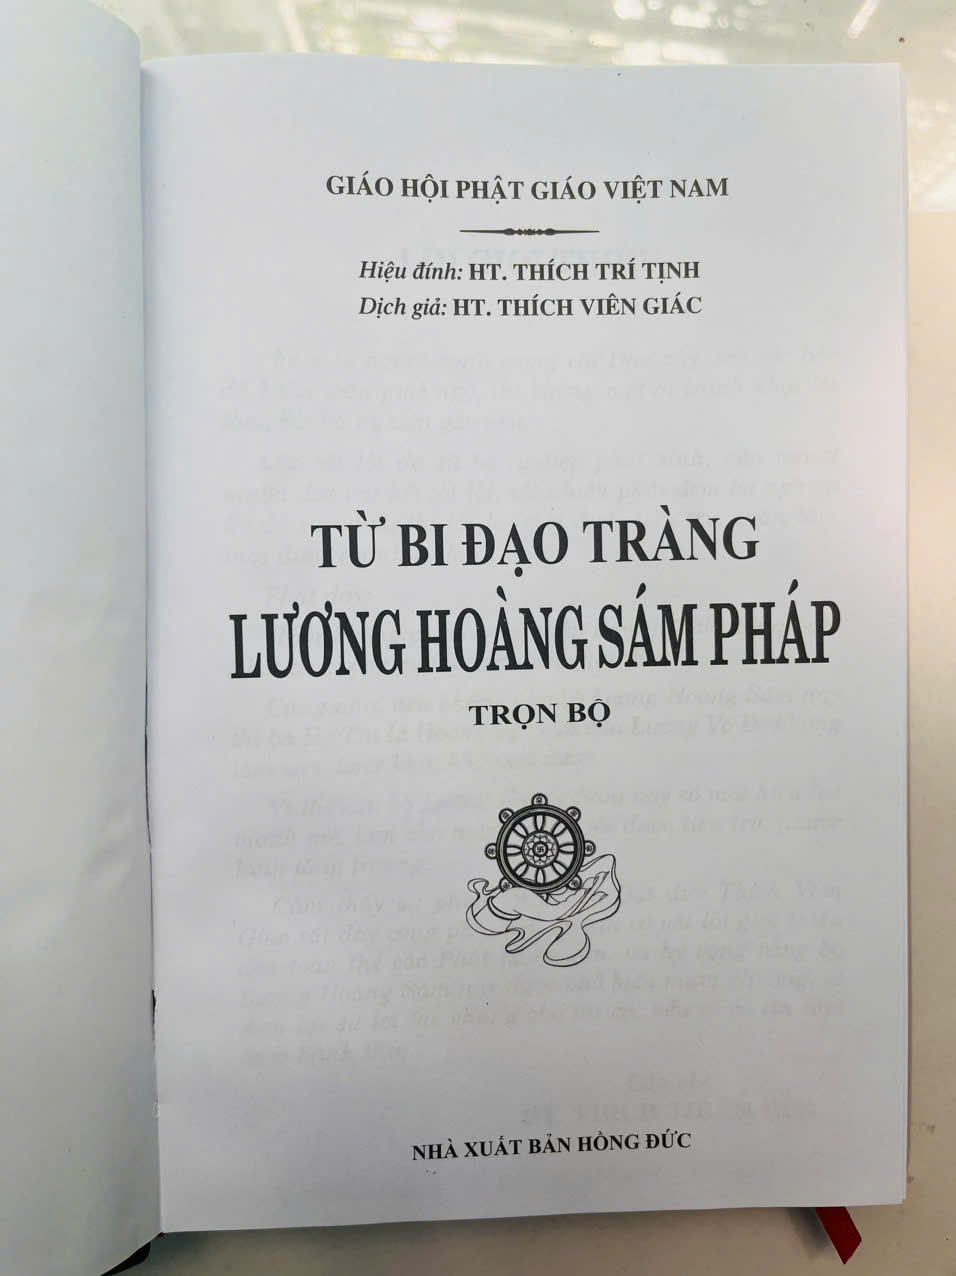 GIÁO HỘI PHẬT GIÁO VIỆT NAM
Hiệu đính: HT. THÍCH TRÍ TỊNH
Dịch giả: HT. THÍCH VIÊN GIÁC
TỪ BI ĐẠO TRÀNG
LƯƠNG HOÀNG SÁM PHÁP
TRỌN BỘ
NHÀ XUẤT BẢN HỒNG ĐỨC